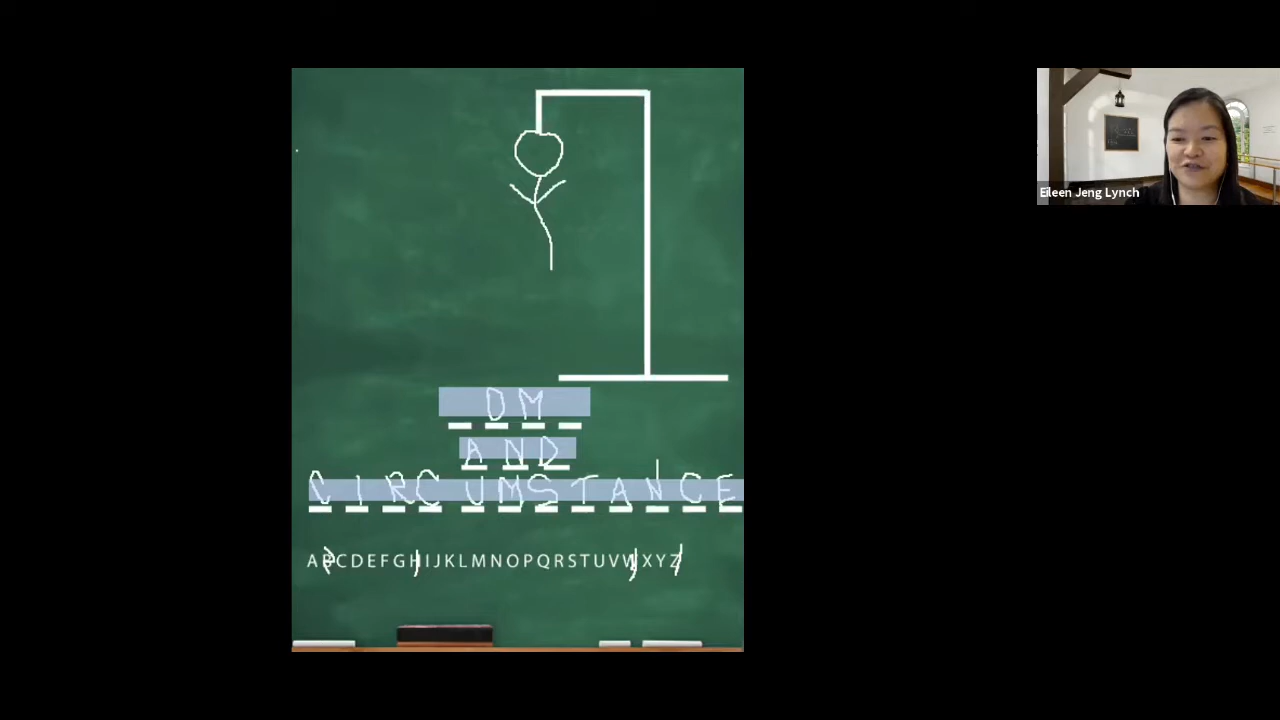 Eileen Jeng Lynch
OM
AND
CIRCUMSTANCE
ABCDEFGHIJKLMNOPQRSTUVWXYZ